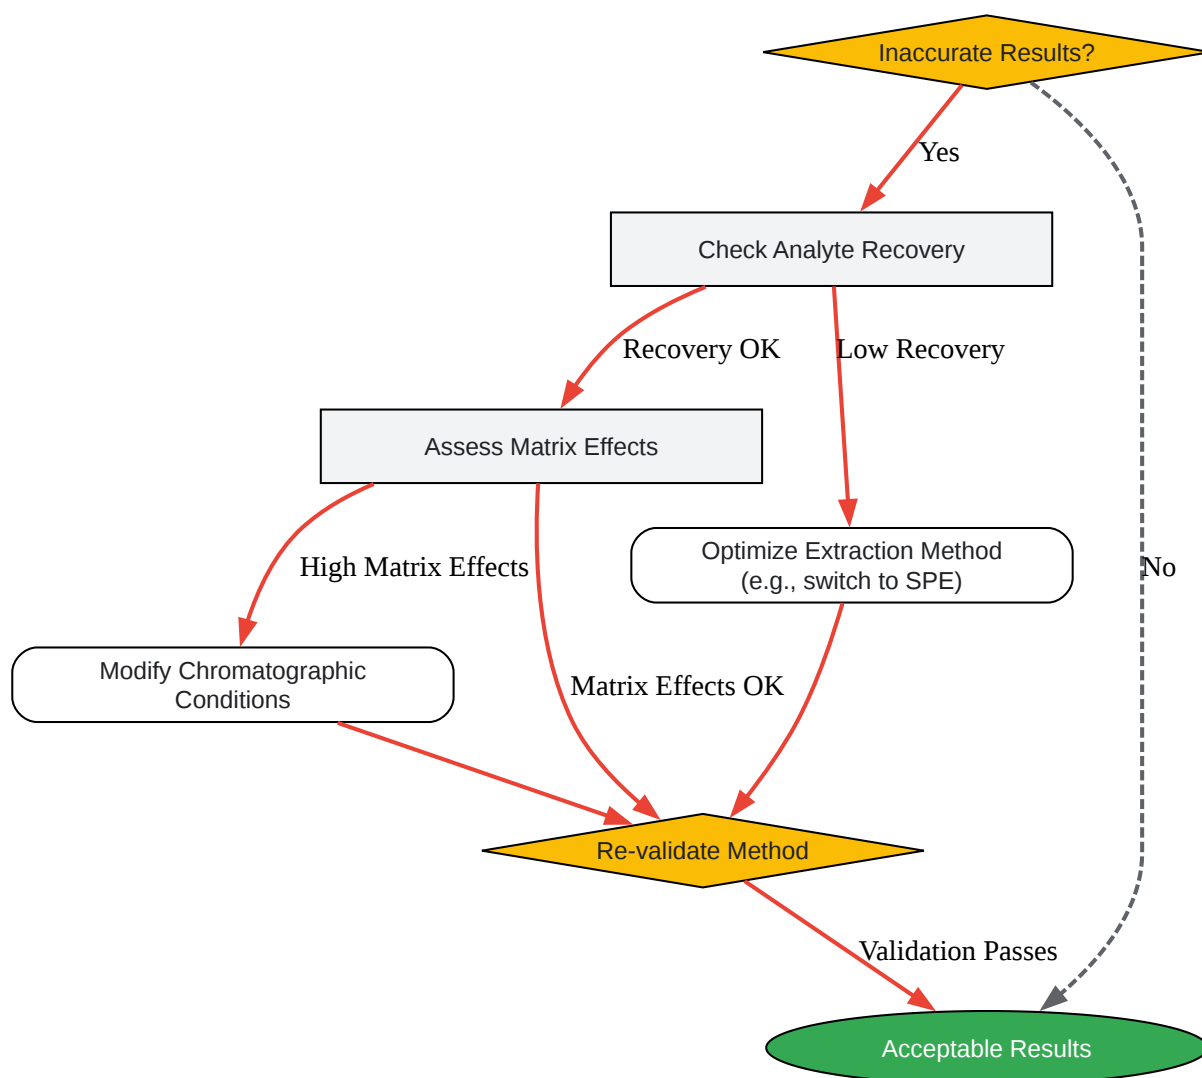 Inaccurate Results?
Yes
Check Analyte Recovery
Recovery OK
Low Recovery
Assess Matrix Effects
High Matrix Effects
Optimize Extraction Method
(e.g., switch to SPE)
No
Modify Chromatographic
Conditions
Matrix Effects OK
Re-validate Method
Validation Passes
Acceptable Results